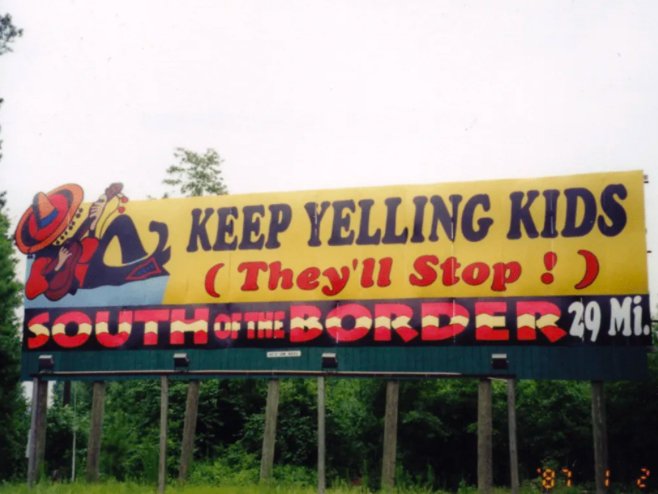 KEEP YELLING KIDS
( They'll Stop ! )
SOUTH OF THE BORDER 29 Mi.
'87 1 2